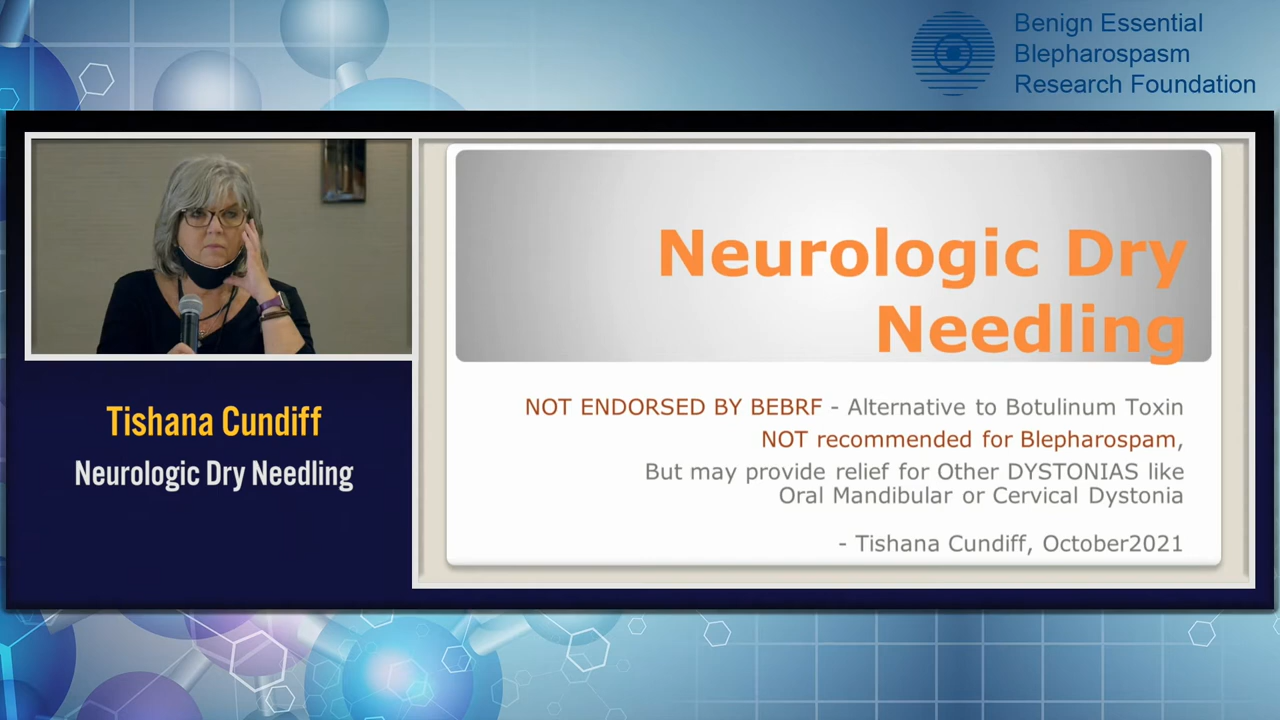 Benign Essential
Blepharospasm
Research Foundation
Tishana Cundiff
Neurologic Dry Needling
Neurologic Dry
Needling
NOT ENDORSED BY BEBRF - Alternative to Botulinum Toxin
NOT recommended for Blepharospam,
But may provide relief for Other DYSTONIAS like
Oral Mandibular or Cervical Dystonia
- Tishana Cundiff, October2021